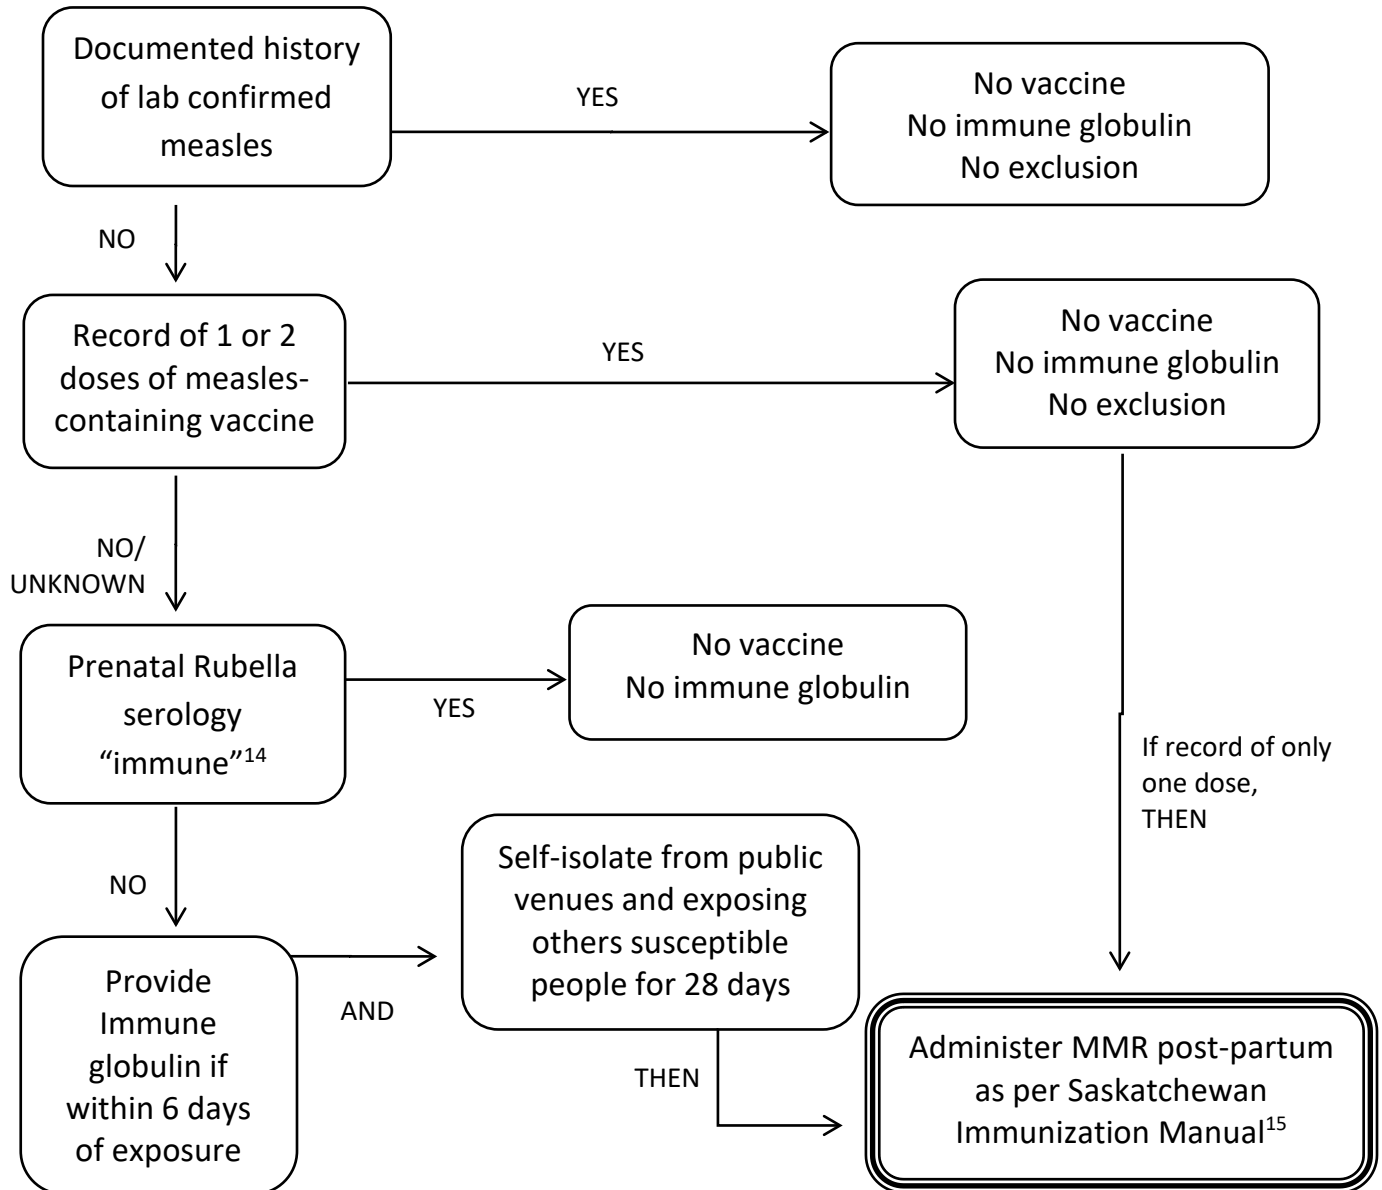 Documented history
of lab confirmed
measles
YES
No vaccine
No immune globulin
No exclusion
NO
Record of 1 or 2
doses of measles-
containing vaccine
YES
No vaccine
No immune globulin
No exclusion
NO/
UNKNOWN
Prenatal Rubella
serology
“immune”14
YES
No vaccine
No immune globulin
If record of only
one dose,
THEN
NO
Provide
Immune
globulin if
within 6 days
of exposure
AND
Self-isolate from public
venues and exposing
others susceptible
people for 28 days
THEN
Administer MMR post-partum
as per Saskatchewan
Immunization Manual15